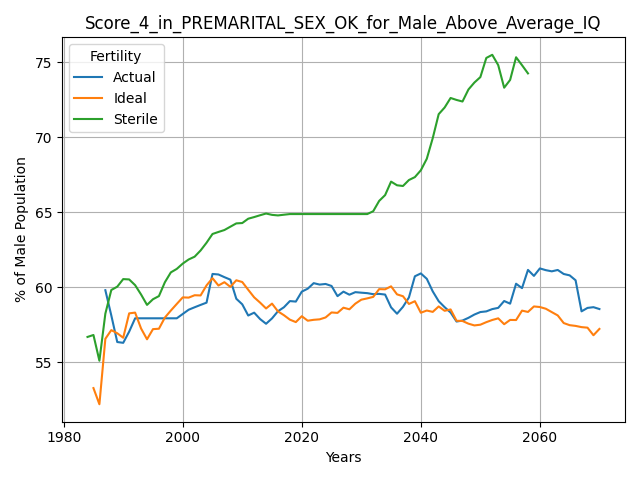 Score_4_in_PREMARITAL_SEX_OK_for_Male_Above_Average_IQ
Fertility
Actual
Ideal
Sterile
% of Male Population
75
70
65
60
55
1980
2000
2020
2040
2060
Years